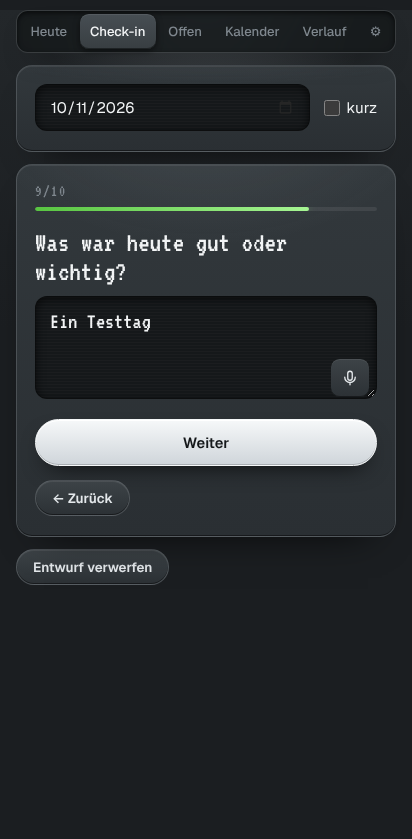 Heute Check-in Offen Kalender Verlauf ⚙
10/11/2026 kurz
9/10
Was war heute gut oder
wichtig?
Ein Testtag
Weiter
← Zurück
Entwurf verwerfen